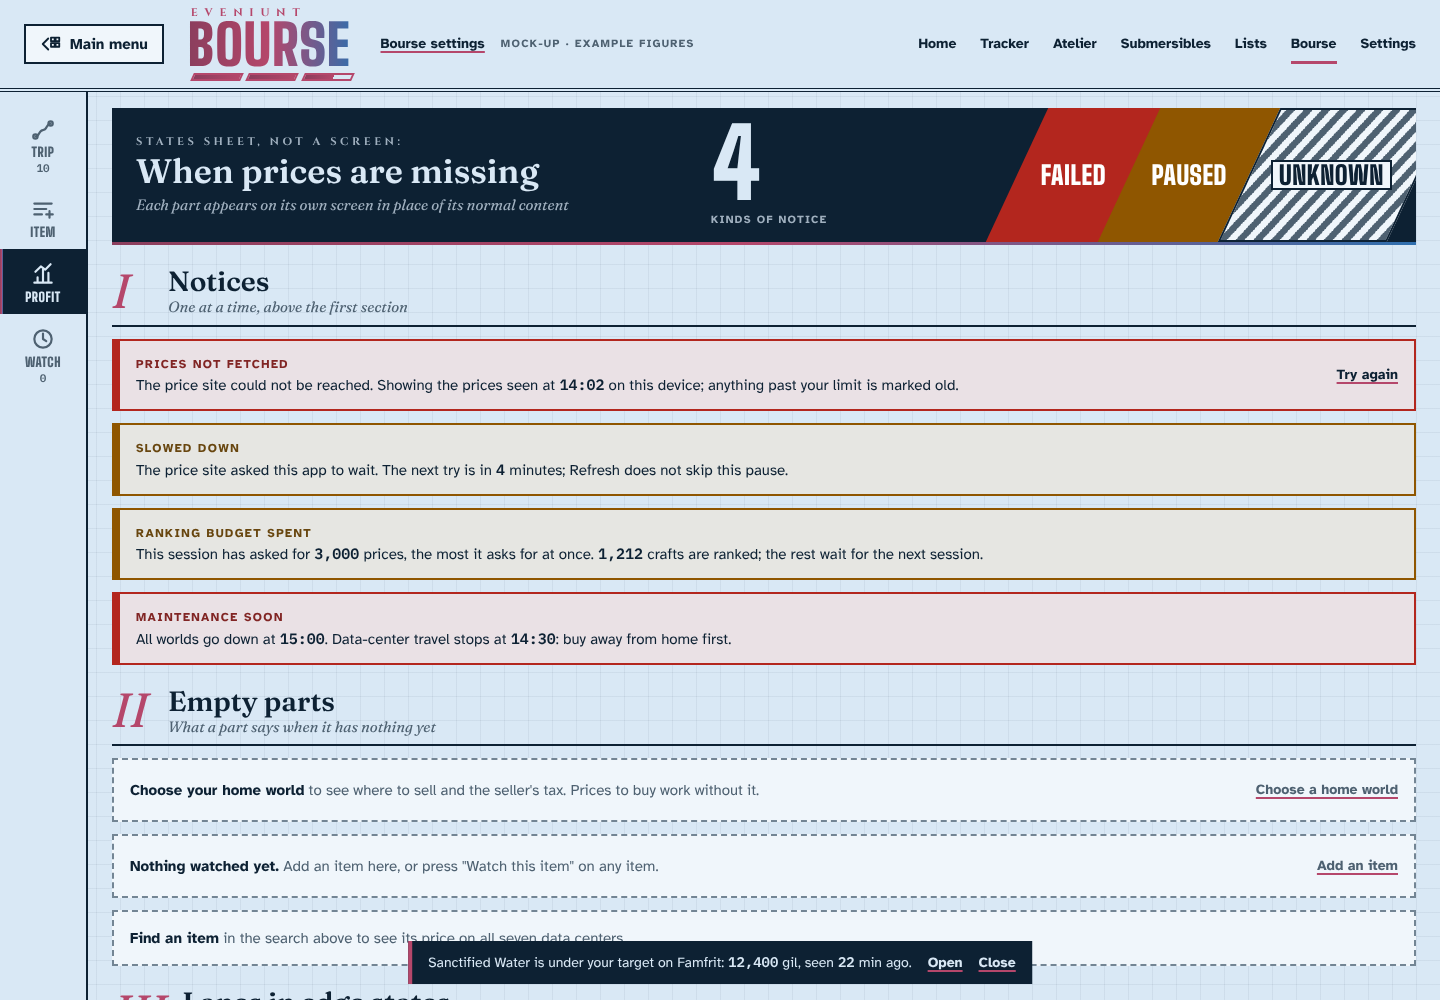 Main menu
EVENIUNT
BOURSE
Bourse settings
MOCK-UP · EXAMPLE FIGURES
Home
Tracker
Atelier
Submersibles
Lists
Bourse
Settings
TRIP
10
ITEM
PROFIT
WATCH
0
STATES SHEET, NOT A SCREEN:
When prices are missing
Each part appears on its own screen in place of its normal content
4
KINDS OF NOTICE
FAILED
PAUSED
UNKNOWN
I
Notices
One at a time, above the first section
PRICES NOT FETCHED
The price site could not be reached. Showing the prices seen at 14:02 on this device; anything past your limit is marked old.
Try again
SLOWED DOWN
The price site asked this app to wait. The next try is in 4 minutes; Refresh does not skip this pause.
RANKING BUDGET SPENT
This session has asked for 3,000 prices, the most it asks for at once. 1,212 crafts are ranked; the rest wait for the next session.
MAINTENANCE SOON
All worlds go down at 15:00. Data-center travel stops at 14:30: buy away from home first.
II
Empty parts
What a part says when it has nothing yet
Choose your home world to see where to sell and the seller's tax. Prices to buy work without it.
Choose a home world
Nothing watched yet. Add an item here, or press "Watch this item" on any item.
Add an item
Find an item in the search above to see its price on all seven data centers.
Sanctified Water is under your target on Famfrit: 12,400 gil, seen 22 min ago.
Open
Close
III
in edge states